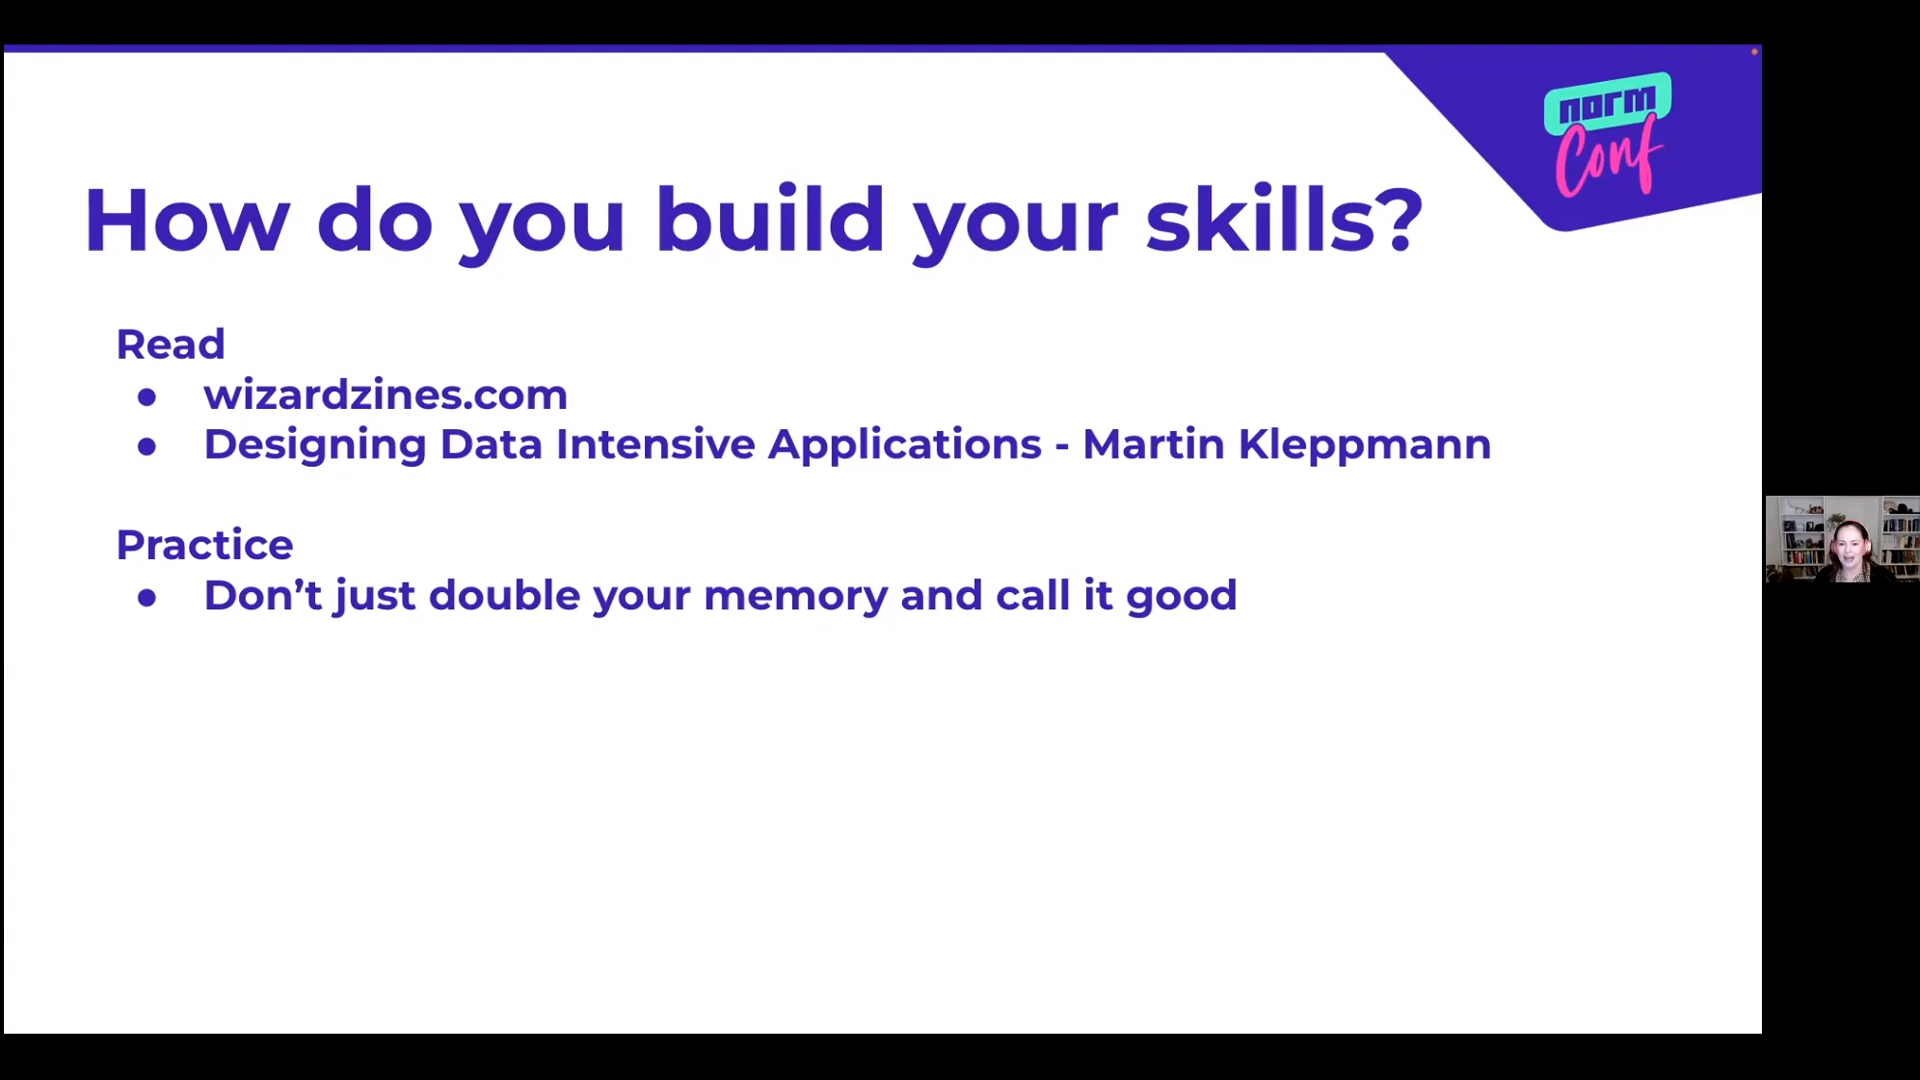 norm
Conf
How do you build your skills?
Read
● wizardzines.com
● Designing Data Intensive Applications - Martin Kleppmann
Practice
● Don’t just double your memory and call it good